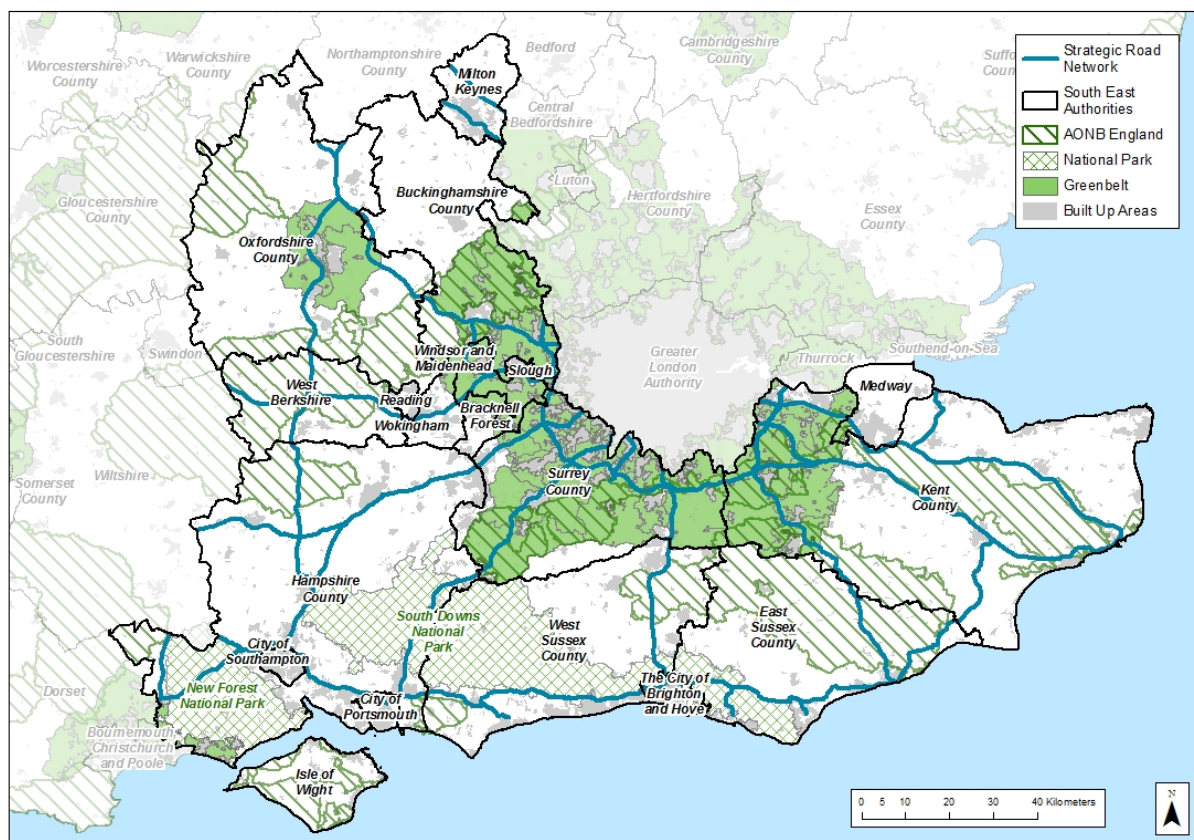 Worcestershire
County
Warwickshire
County
Northamptonshire
County
Bedford
Cambridgeshire
County
Suffo
Coun
Strategic Road
Network
South East
Authorities
AONB England
National Park
Greenbelt
Built Up Areas
Milton
Keynes
Central
Bedfordshire
Gloucestershire
County
Buckinghamshire
County
Luton
Hertfordshire
County
Essex
County
Oxfordshire
County
South
Gloucestershire
Swindon
Windsor and
Maidenhead
Slough
Greater
London
Authority
Thurrock
Southend-on-Sea
Medway
West
Berkshire
Reading
Wokingham
Bracknell
Forest
Wiltshire
Somerset
County
Surrey
County
Kent
County
Hampshire
County
South Downs
National
Park
West
Sussex
County
East
Sussex
County
City of
Southampton
New Forest
National Park
City of
Portsmouth
The City of
Brighton
and Hove
Dorset
Bournemouth,
Christchurch
and Poole
Isle of
Wight
0 5 10 20 30 40 Kilometers
N